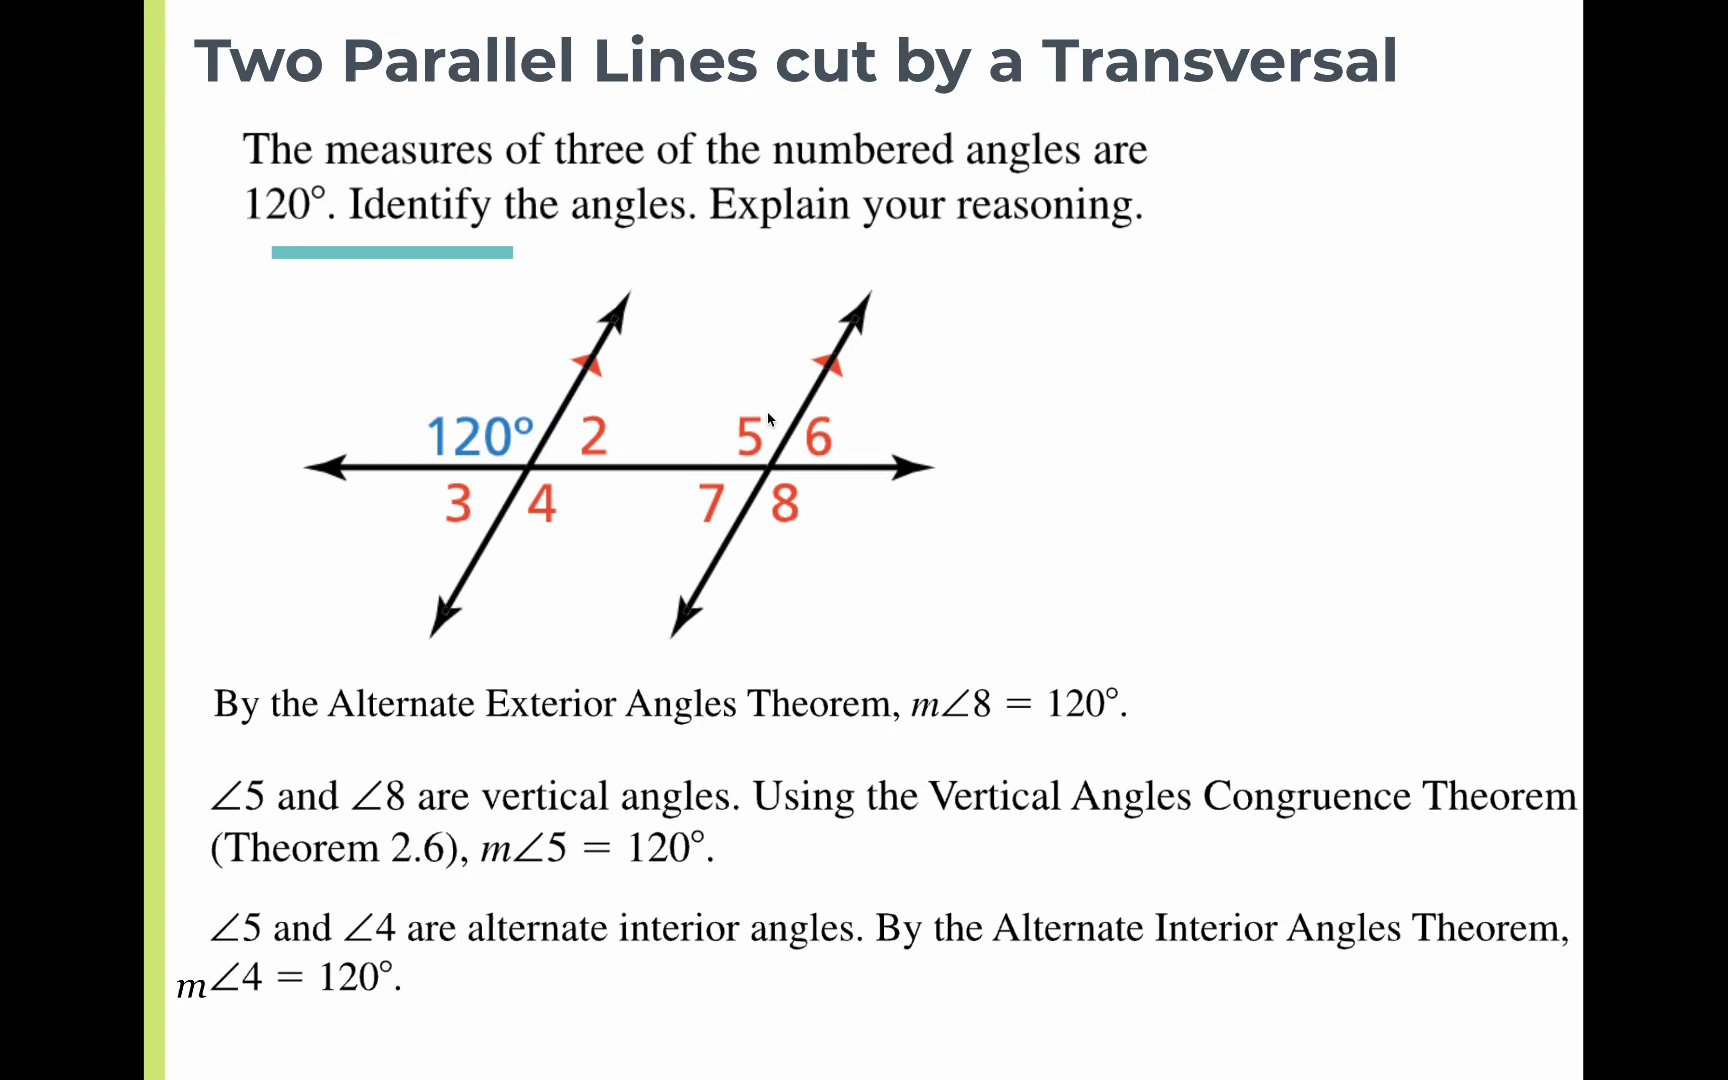 Two Parallel Lines cut by a Transversal
The measures of three of the numbered angles are
120°. Identify the angles. Explain your reasoning.
120° 2 5 6
3 4 7 8
By the Alternate Exterior Angles Theorem, m∠8 = 120°.
∠5 and ∠8 are vertical angles. Using the Vertical Angles Congruence Theorem
(Theorem 2.6), m∠5 = 120°.
∠5 and ∠4 are alternate interior angles. By the Alternate Interior Angles Theorem,
m∠4 = 120°.